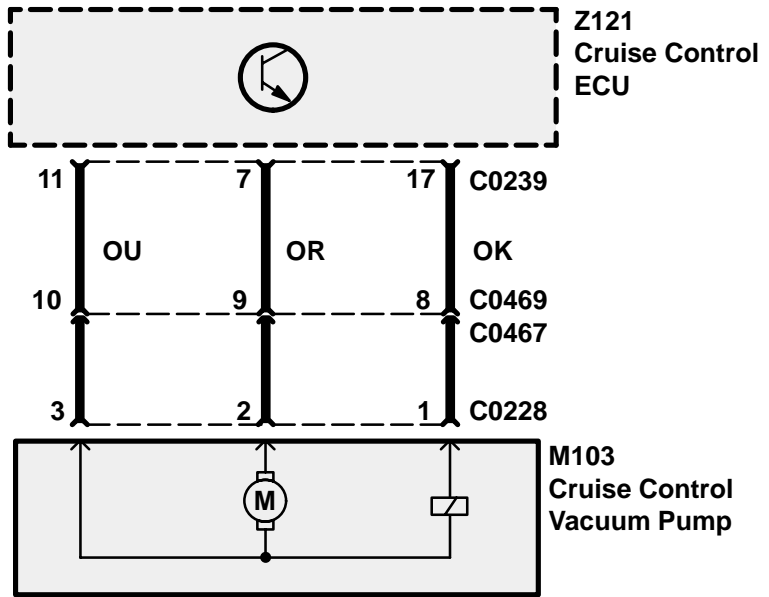 Z121
Cruise Control
ECU
11 7 17 C0239
OU OR OK
10 9 8 C0469
C0467
3 2 1 C0228
M103
Cruise Control
Vacuum Pump
M